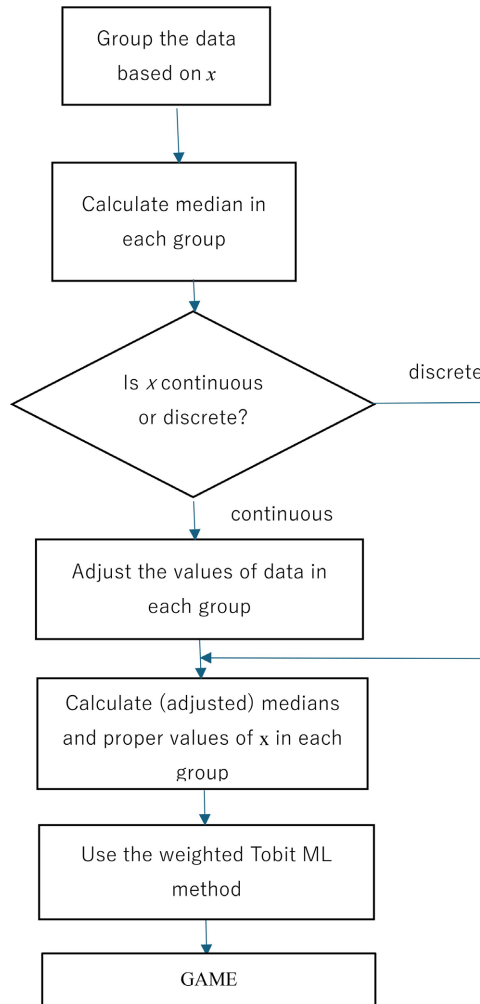 Group the data
based on x
Calculate median in
each group
Is x continuous
or discrete?
discrete
continuous
Adjust the values of data in
each group
Calculate (adjusted) medians
and proper values of x in each
group
Use the weighted Tobit ML
method
GAME